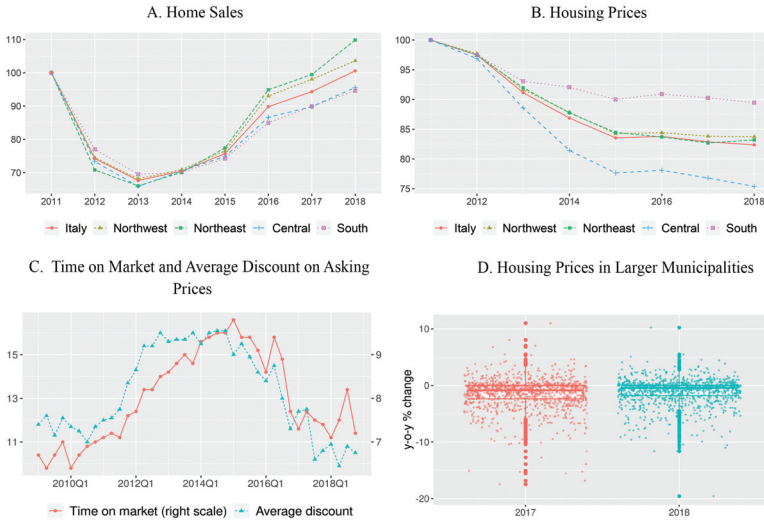 A. Home Sales
110
100
90
80
70
2011 2012 2013 2014 2015 2016 2017 2018
Italy Northwest Northeast Central South
B. Housing Prices
100
95
90
85
80
75
2012 2014 2016 2018
Italy Northwest Northeast Central South
C. Time on Market and Average Discount on Asking
Prices
15
13
11
9
8
7
2010Q1 2012Q1 2014Q1 2016Q1 2018Q1
Time on market (right scale) Average discount
D. Housing Prices in Larger Municipalities
y-o-y % change
10
0
-10
-20
2017 2018